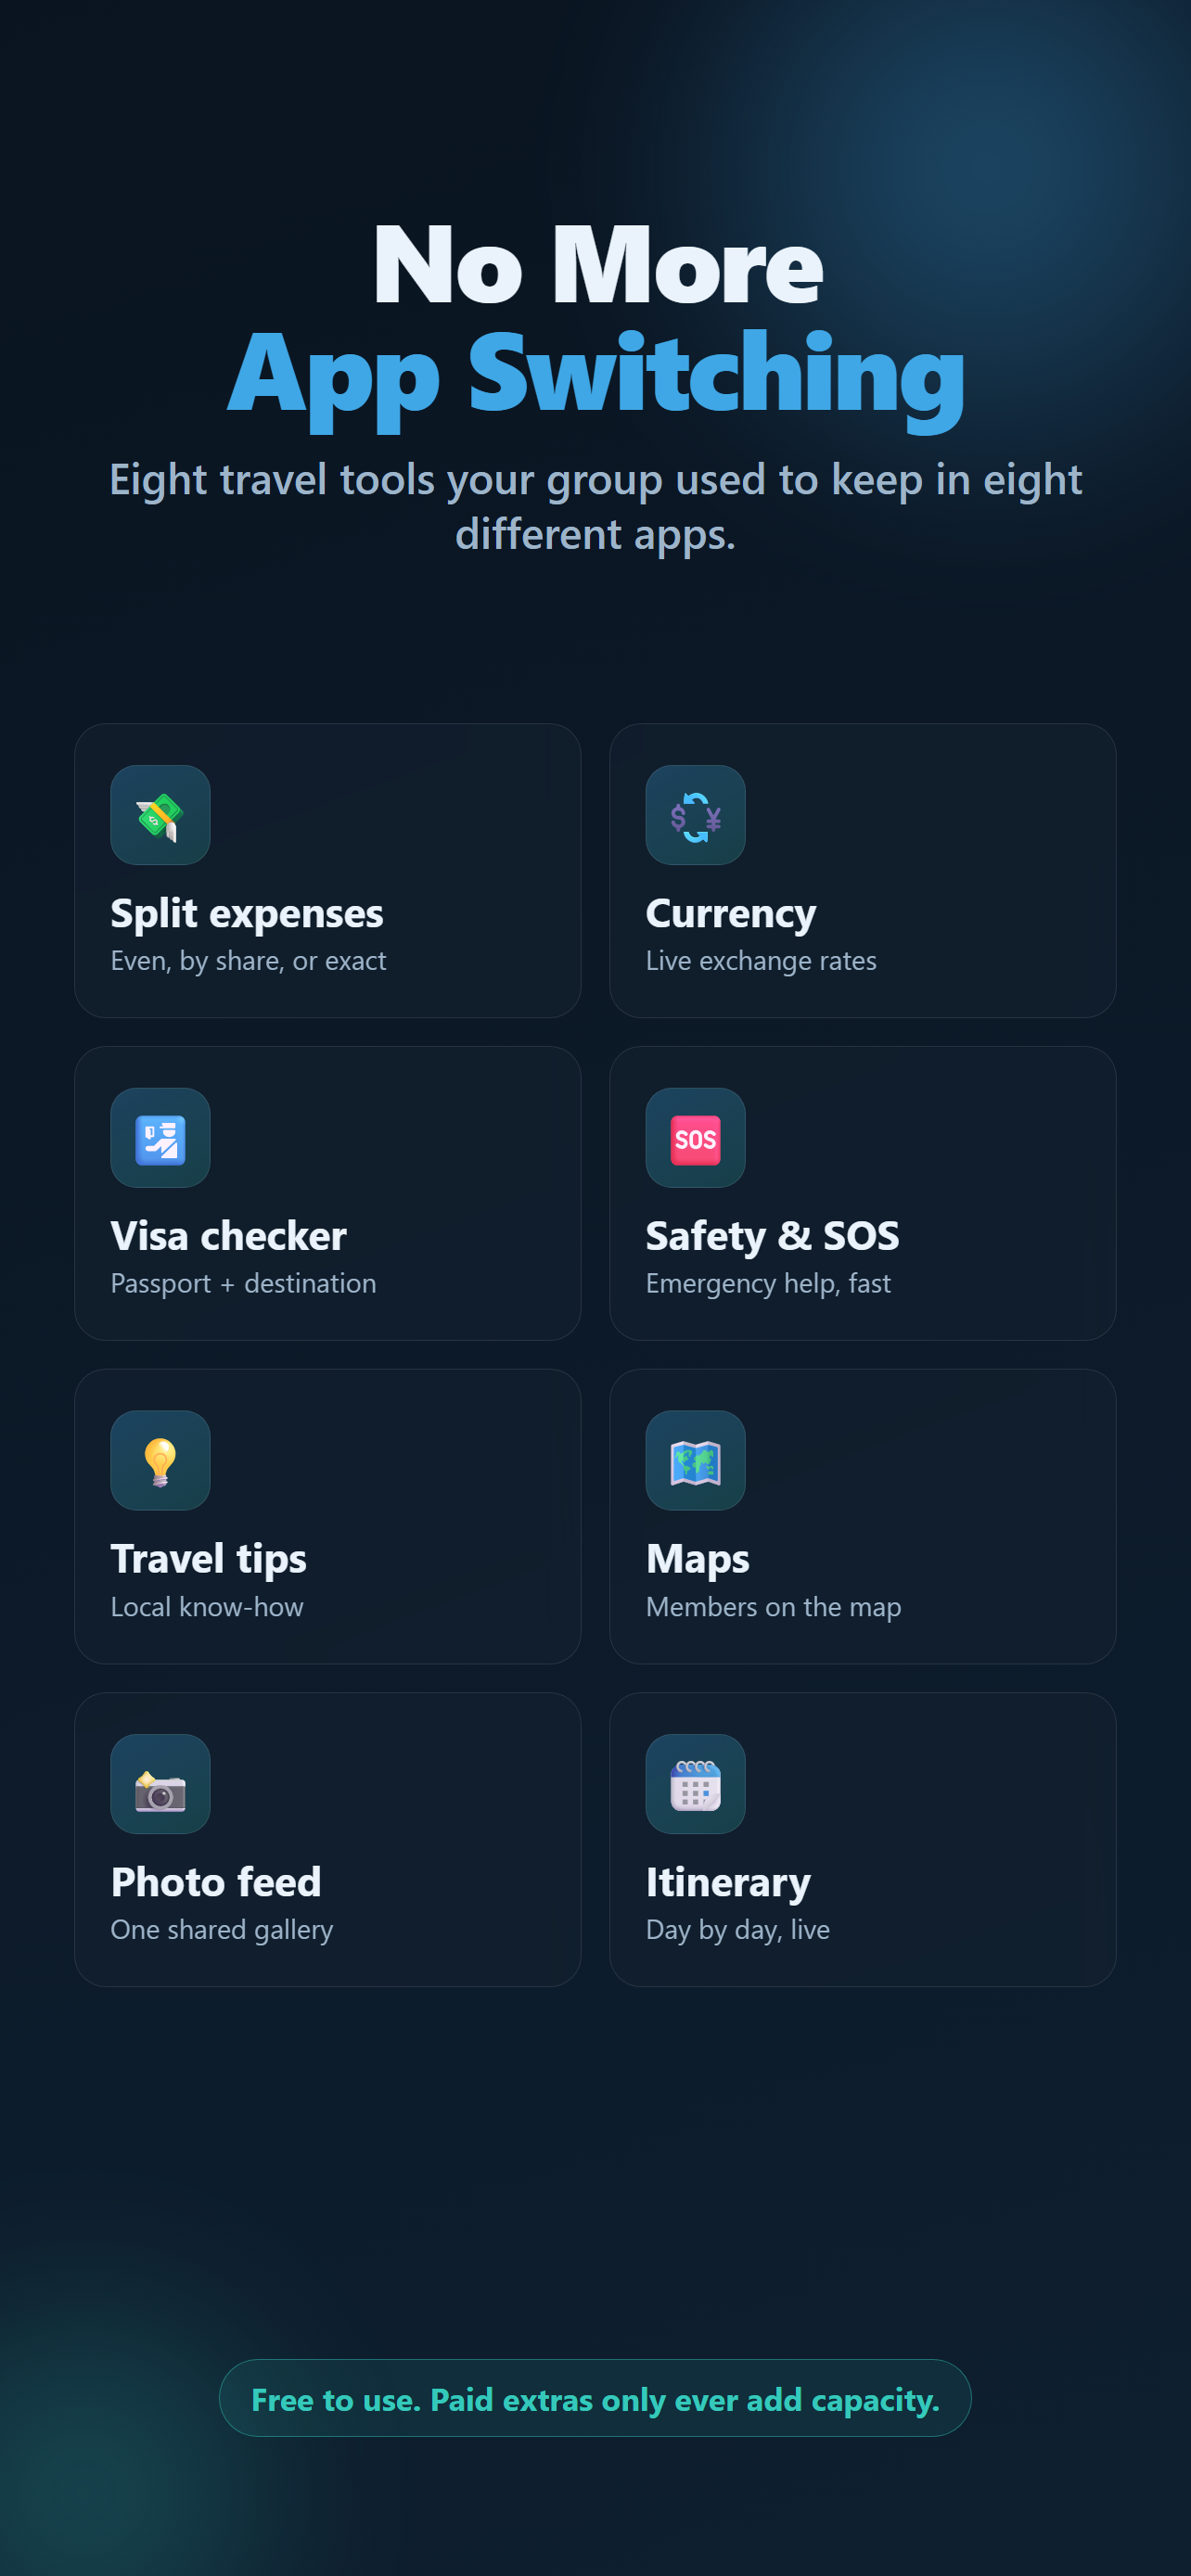 No More
App Switching
Eight travel tools your group used to keep in eight
different apps.
$ ¥
Split expenses
Even, by share, or exact
Currency
Live exchange rates
SOS
Visa checker
Passport + destination
Safety & SOS
Emergency help, fast
Travel tips
Local know-how
Maps
Members on the map
Photo feed
One shared gallery
Itinerary
Day by day, live
Free to use. Paid extras only ever add capacity.